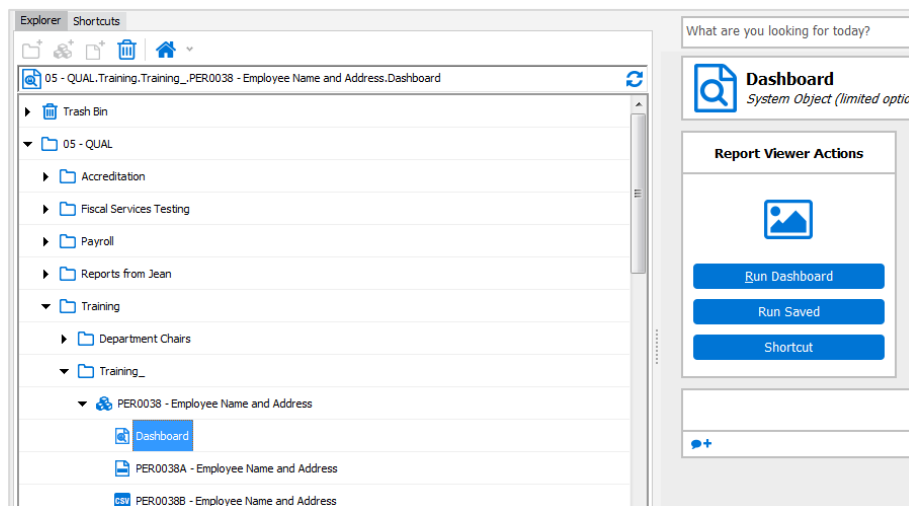 Explorer Shortcuts
05 - QUAL.Training.Training_.PER0038 - Employee Name and Address.Dashboard
Trash Bin
05 - QUAL
Accreditation
Fiscal Services Testing
Payroll
Reports from Jean
Training
Department Chairs
Training_
PER0038 - Employee Name and Address
Dashboard
PER0038A - Employee Name and Address
CSV PER0038B - Employee Name and Address
What are you looking for today?
Dashboard
System Object (limited optic
Report Viewer Actions
Run Dashboard
Run Saved
Shortcut